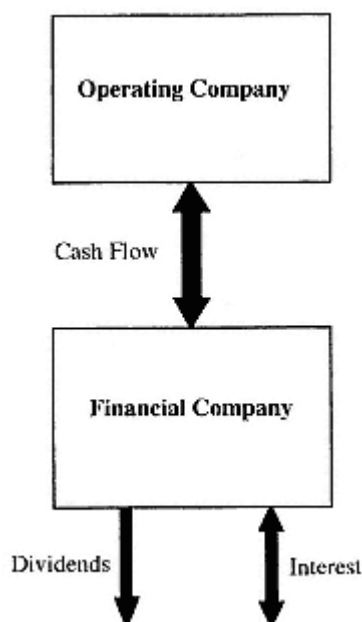 Operating Company
Cash Flow
Financial Company
Dividends
Interest